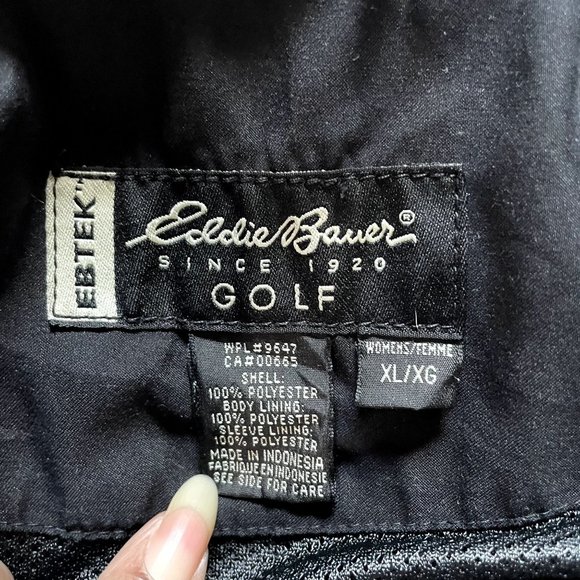 EBTEK™
Eddie Bauer®
SINCE 1920
GOLF
WPL#9647
CA#00665
SHELL:
100% POLYESTER
BODY LINING:
100% POLYESTER
SLEEVE LINING:
100% POLYESTER
MADE IN INDONESIA
FABRIQUE EN INDONESIE
SEE SIDE FOR CARE
WOMENS/FEMME
XL/XG